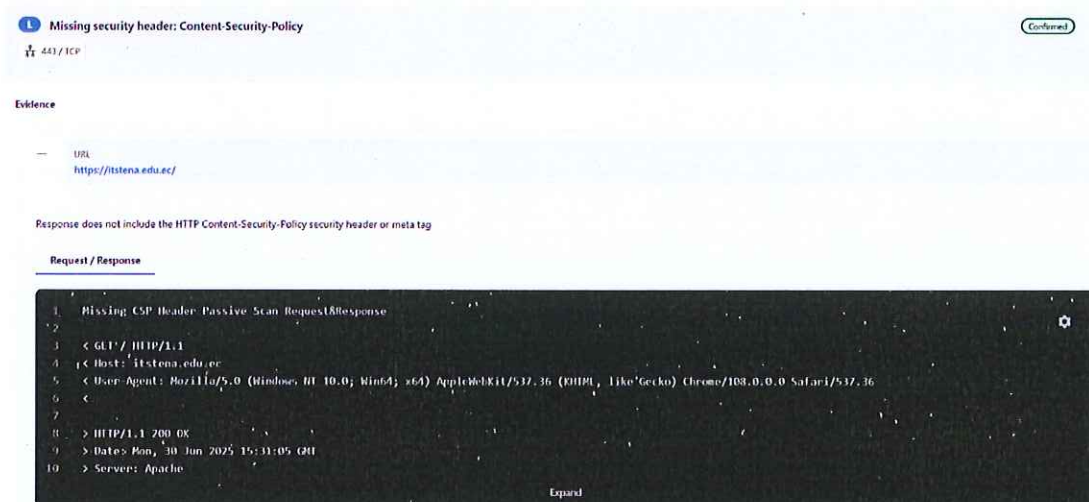 L Missing security header: Content-Security-Policy Confirmed
443 / TCP
Evidence
URL
https://itstena.edu.ec/
Response does not include the HTTP Content-Security-Policy security header or meta tag
Request / Response
1 Missing CSP Header Passive Scan Request&Response
2
3 < GET / HTTP/1.1
4 < Host: itstena.edu.ec
5 < User-Agent: Mozilla/5.0 (Windows NT 10.0; Win64; x64) AppleWebKit/537.36 (KHTML, like Gecko) Chrome/108.0.0.0 Safari/537.36
6 <
7
8 > HTTP/1.1 200 OK
9 > Date: Mon, 30 Jun 2025 15:31:05 GMT
10 > Server: Apache
Expand